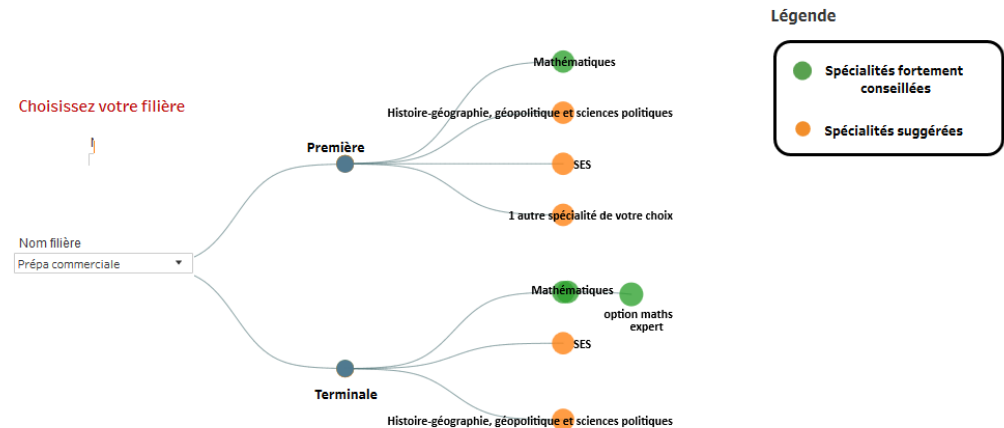 Légende
Spécialités fortement
conseillées
Spécialités suggérées
Choisissez votre filière
Nom filière
Prépa commerciale
Première
Mathématiques
Histoire-géographie, géopolitique et sciences politiques
SES
1 autre spécialité de votre choix
Terminale
Mathématiques
option maths
expert
SES
Histoire-géographie, géopolitique et sciences politiques